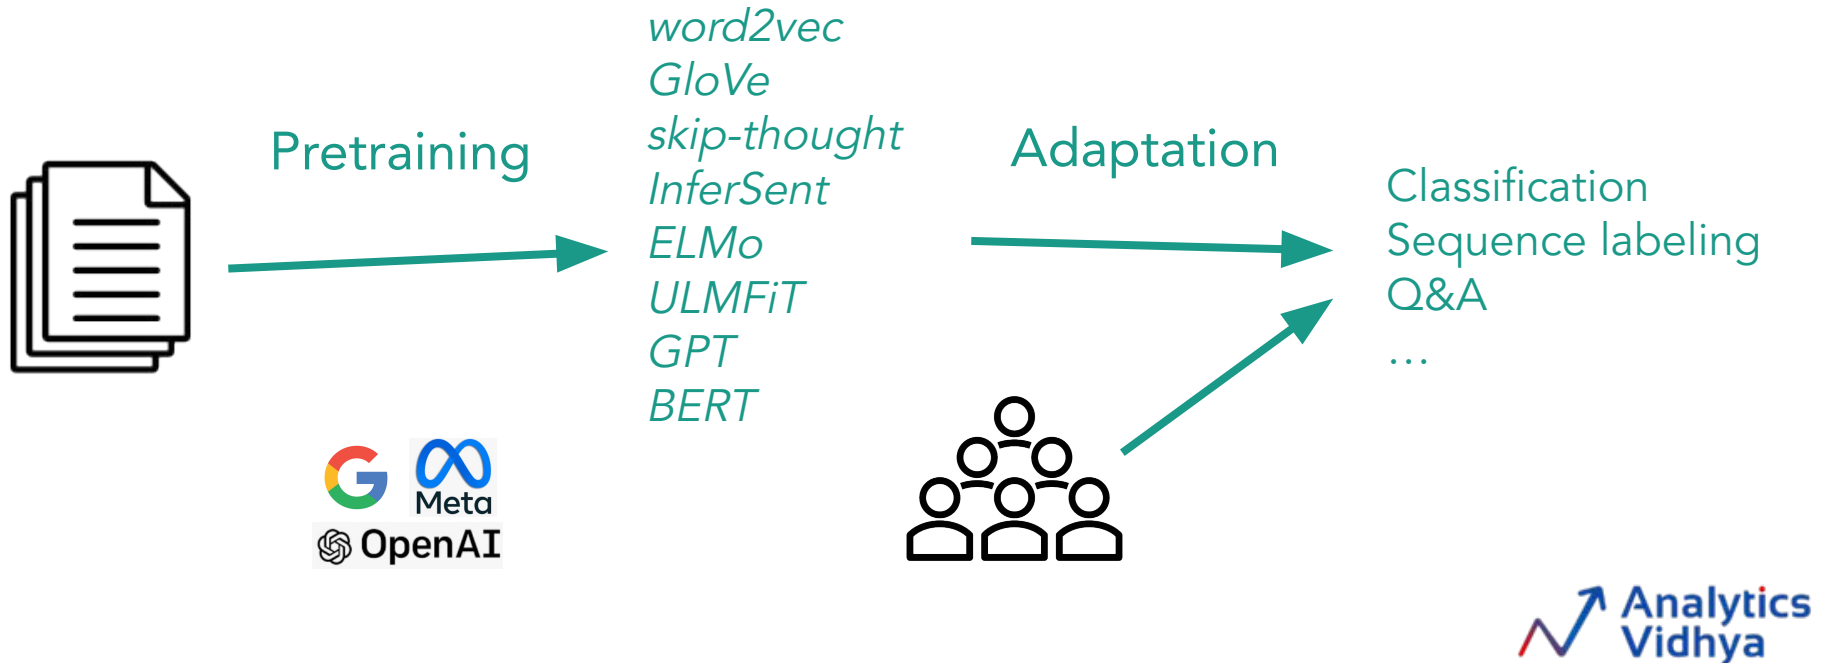 Pretraining
word2vec
GloVe
skip-thought
InferSent
ELMo
ULMFiT
GPT
BERT
Adaptation
Classification
Sequence labeling
Q&A
...
Meta
OpenAI
Analytics
Vidhya